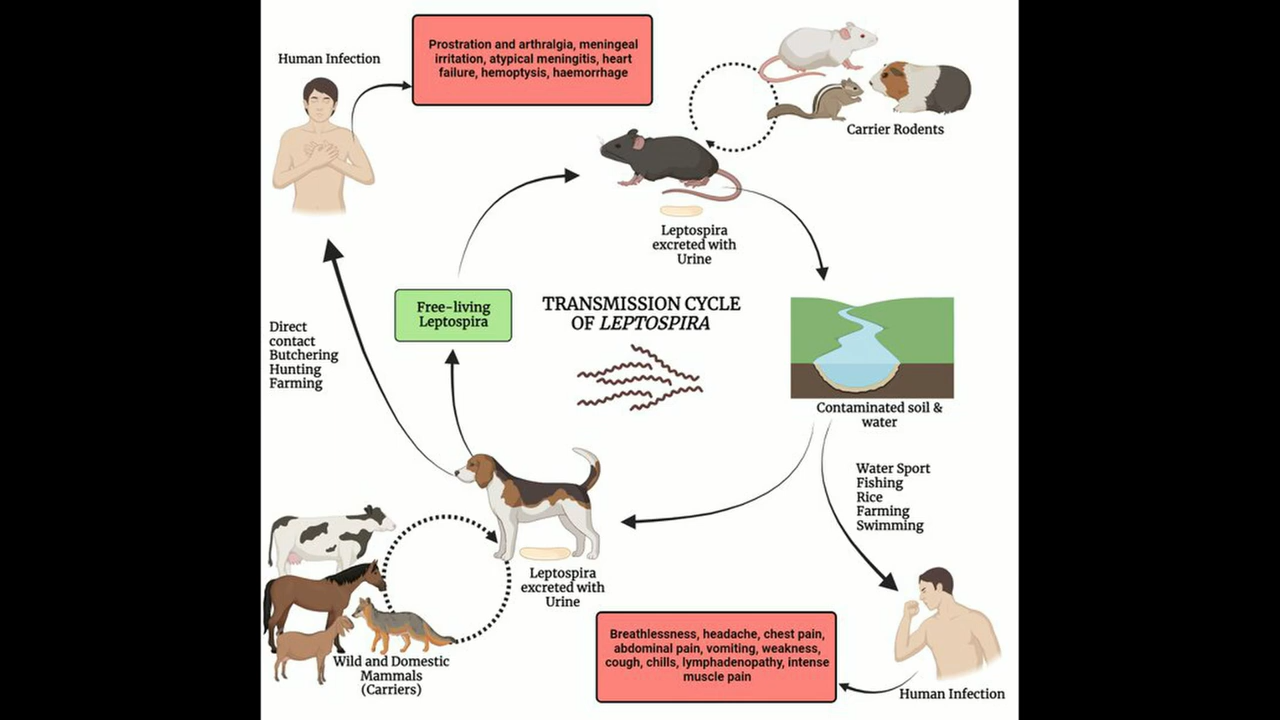 Human Infection
Prostration and arthralgia, meningeal
irritation, atypical meningitis, heart
failure, hemoptysis, haemorrhage
Carrier Rodents
Leptospira
excreted with
Urine
Free-living
Leptospira
TRANSMISSION CYCLE
OF LEPTOSPIRA
Direct
contact
Butchering
Hunting
Farming
Contaminated soil &
water
Water Sport
Fishing
Rice
Farming
Swimming
Leptospira
excreted with
Urine
Wild and Domestic
Mammals
(Carriers)
Breathlessness, headache, chest pain,
abdominal pain, vomiting, weakness,
cough, chills, lymphadenopathy, intense
muscle pain
Human Infection